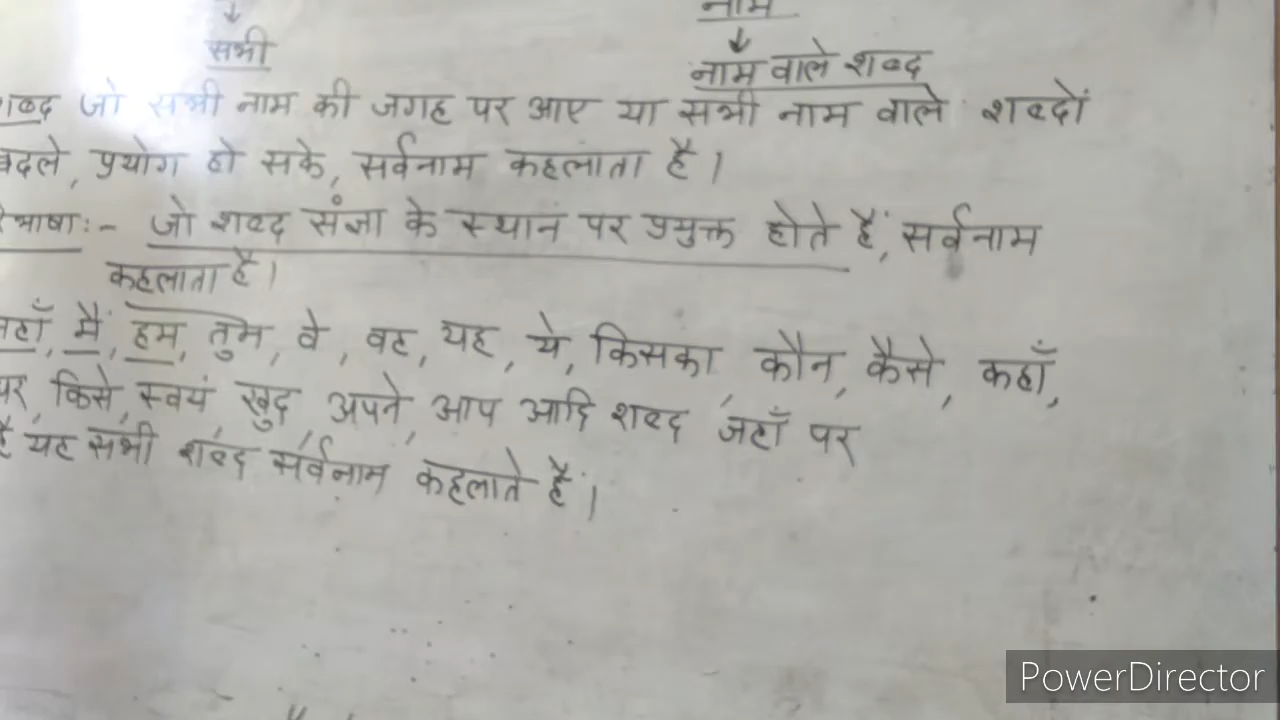 नाम
सभी
नाम वाले शब्द
शब्द जो सभी नाम की जगह पर आए या सभी नाम वाले शब्दों
बदले, प्रयोग हो सके, सर्वनाम कहलाता है।
भाषा:- जो शब्द संज्ञा के स्थान पर प्रयुक्त होते हैं, सर्वनाम
कहलाता है।
मैं, हम, तुम, वे, वह, यह, ये, किसका, कौन, कैसे, कहाँ,
पर, किसे, स्वयं, खुद, अपने, आप आदि शब्द जहाँ पर
है यह सभी शब्द सर्वनाम कहलाते हैं।
PowerDirector